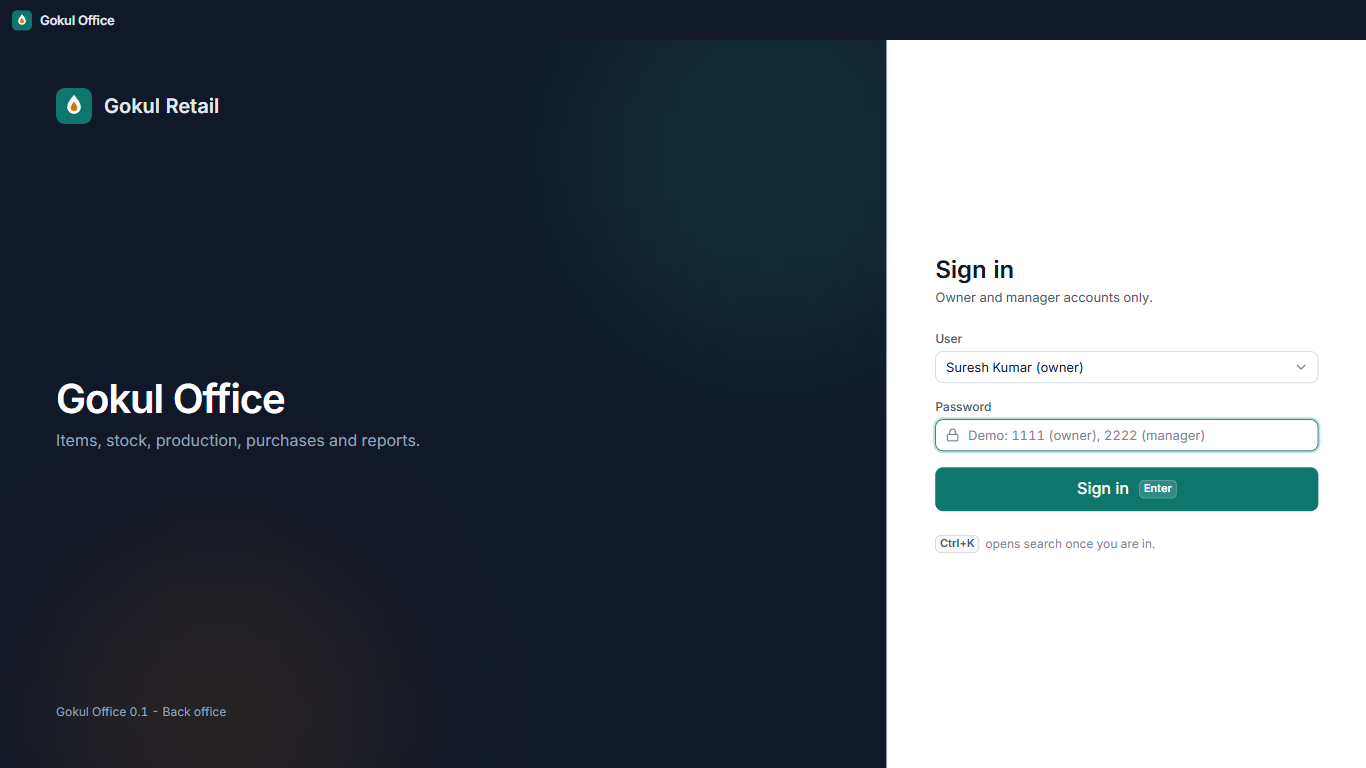 Gokul Office
Gokul Retail
Gokul Office
Items, stock, production, purchases and reports.
Gokul Office 0.1 - Back office
Sign in
Owner and manager accounts only.
User
Suresh Kumar (owner)
Password
Demo: 1111 (owner), 2222 (manager)
Sign in Enter
Ctrl+K opens search once you are in.